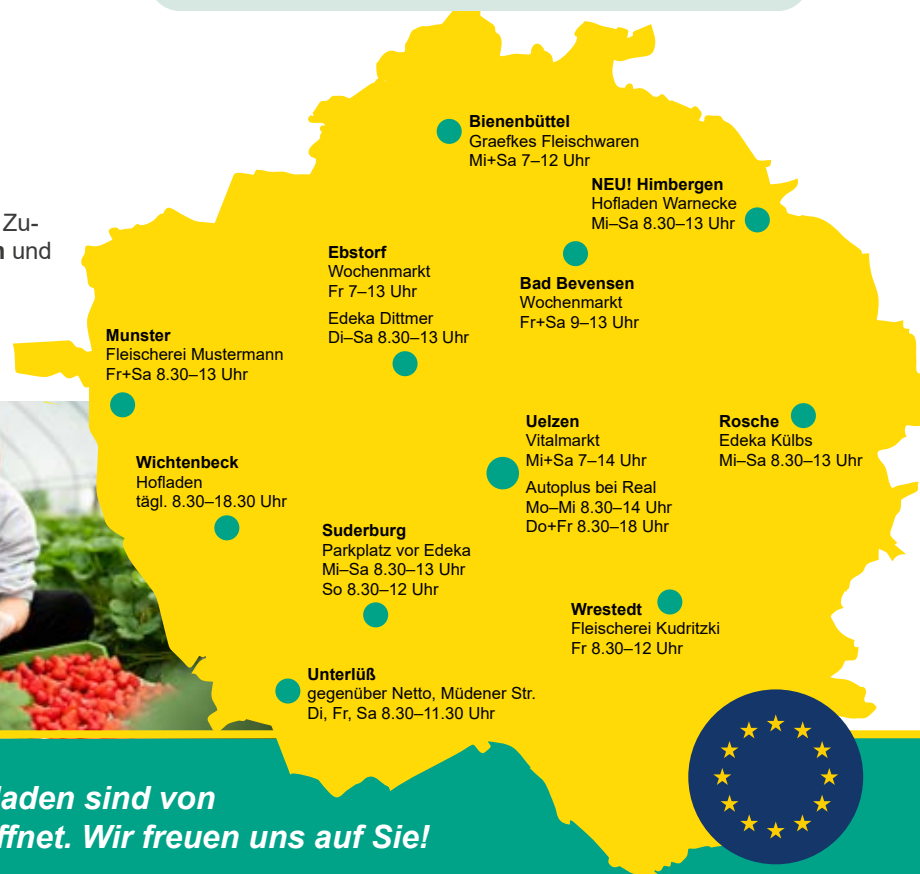 Zu-
und
Bienenbüttel
Graefkes Fleischwaren
Mi+Sa 7–12 Uhr
NEU! Himbergen
Hofladen Warnecke
Mi–Sa 8.30–13 Uhr
Ebstorf
Wochenmarkt
Fr 7–13 Uhr
Edeka Dittmer
Di–Sa 8.30–13 Uhr
Bad Bevensen
Wochenmarkt
Fr+Sa 9–13 Uhr
Munster
Fleischerei Mustermann
Fr+Sa 8.30–13 Uhr
Uelzen
Vitalmarkt
Mi+Sa 7–14 Uhr
Autoplus bei Real
Mo–Mi 8.30–14 Uhr
Do+Fr 8.30–18 Uhr
Rosche
Edeka Külbs
Mi–Sa 8.30–13 Uhr
Wichtenbeck
Hofladen
tägl. 8.30–18.30 Uhr
Suderburg
Parkplatz vor Edeka
Mi–Sa 8.30–13 Uhr
So 8.30–12 Uhr
Wrestedt
Fleischerei Kudritzki
Fr 8.30–12 Uhr
Unterlüß
gegenüber Netto, Müdener Str.
Di, Fr, Sa 8.30–11.30 Uhr
laden sind von
ffnet. Wir freuen uns auf Sie!